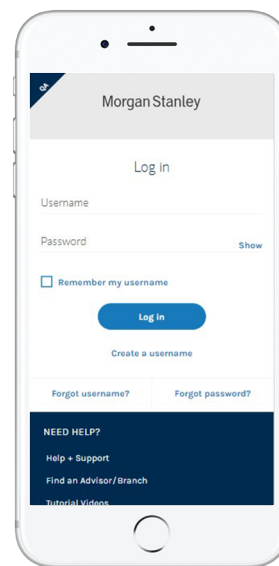 QA
Morgan Stanley
Log in
Username
Password
Show
Remember my username
Log in
Create a username
Forgot username? Forgot password?
NEED HELP?
Help + Support
Find an Advisor/Branch
Tutorial Videos